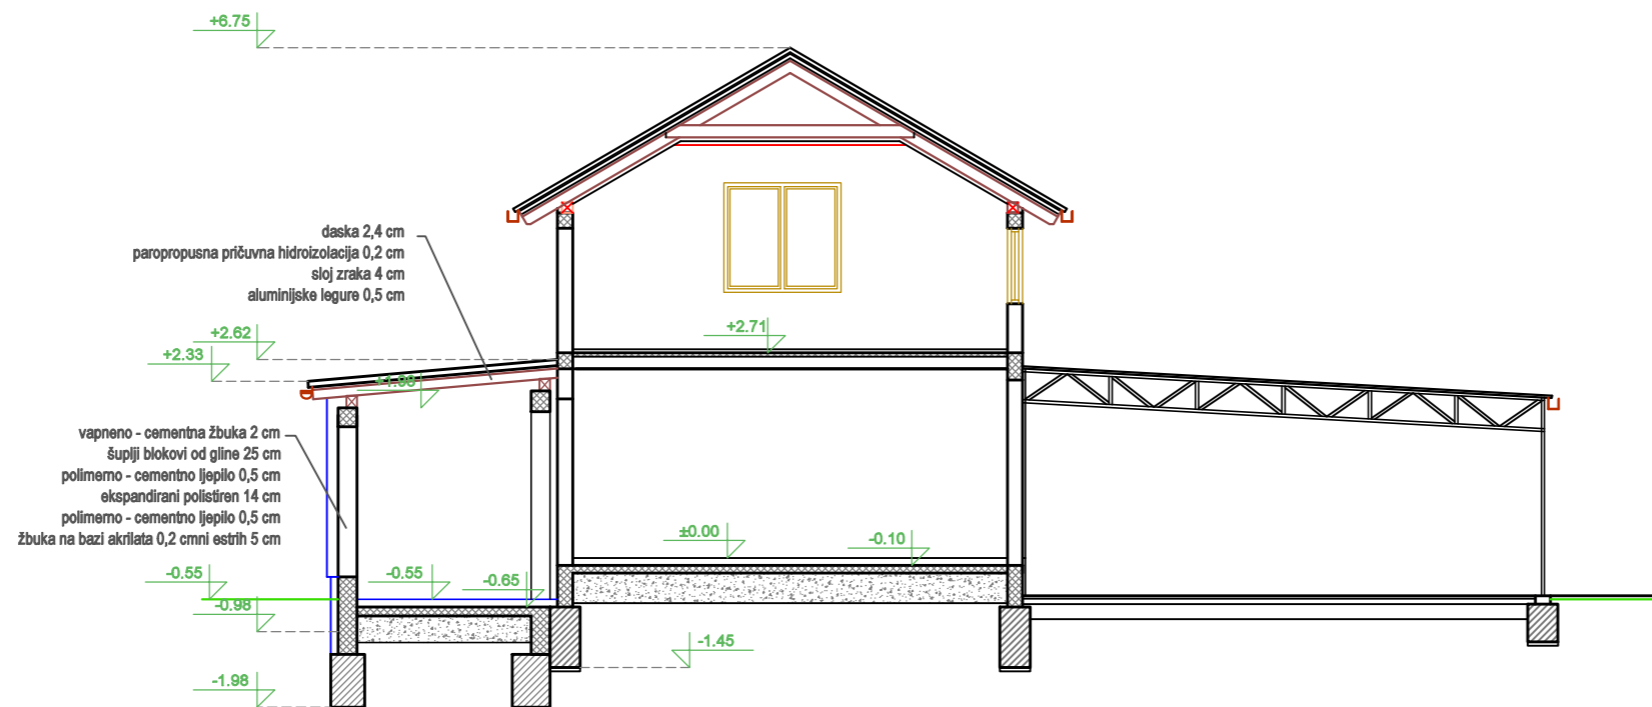 +6.75
daska 2,4 cm
paropropusna pričuvna hidroizolacija 0,2 cm
sloj zraka 4 cm
aluminijske legure 0,5 cm
+2.62
+2.71
+2.33
+1.98
vapneno - cementna žbuka 2 cm
šuplji blokovi od gline 25 cm
polimerno - cementno ljepilo 0,5 cm
ekspandirani polistiren 14 cm
polimerno - cementno ljepilo 0,5 cm
žbuka na bazi akrilata 0,2 cmni estrih 5 cm
±0.00
-0.10
-0.55
-0.55
-0.65
-0.98
-1.45
-1.98